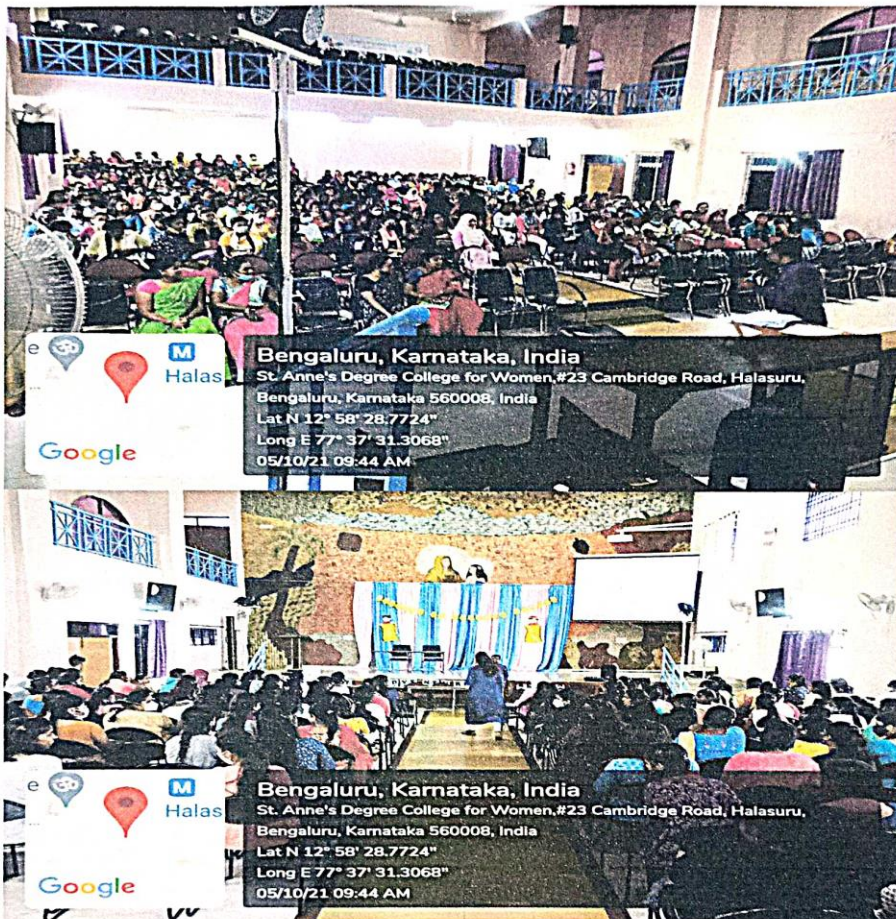 e
M
Halas
Google
Bengaluru, Karnataka, India
St. Anne's Degree College for Women,#23 Cambridge Road, Halasuru,
Bengaluru, Karnataka 560008, India
Lat N 12° 58' 28.7724"
Long E 77° 37' 31.3068"
05/10/21 09:44 AM
e
M
Halas
Google
Bengaluru, Karnataka, India
St. Anne's Degree College for Women,#23 Cambridge Road, Halasuru,
Bengaluru, Karnataka 560008, India
Lat N 12° 58' 28.7724"
Long E 77° 37' 31.3068"
05/10/21 09:44 AM